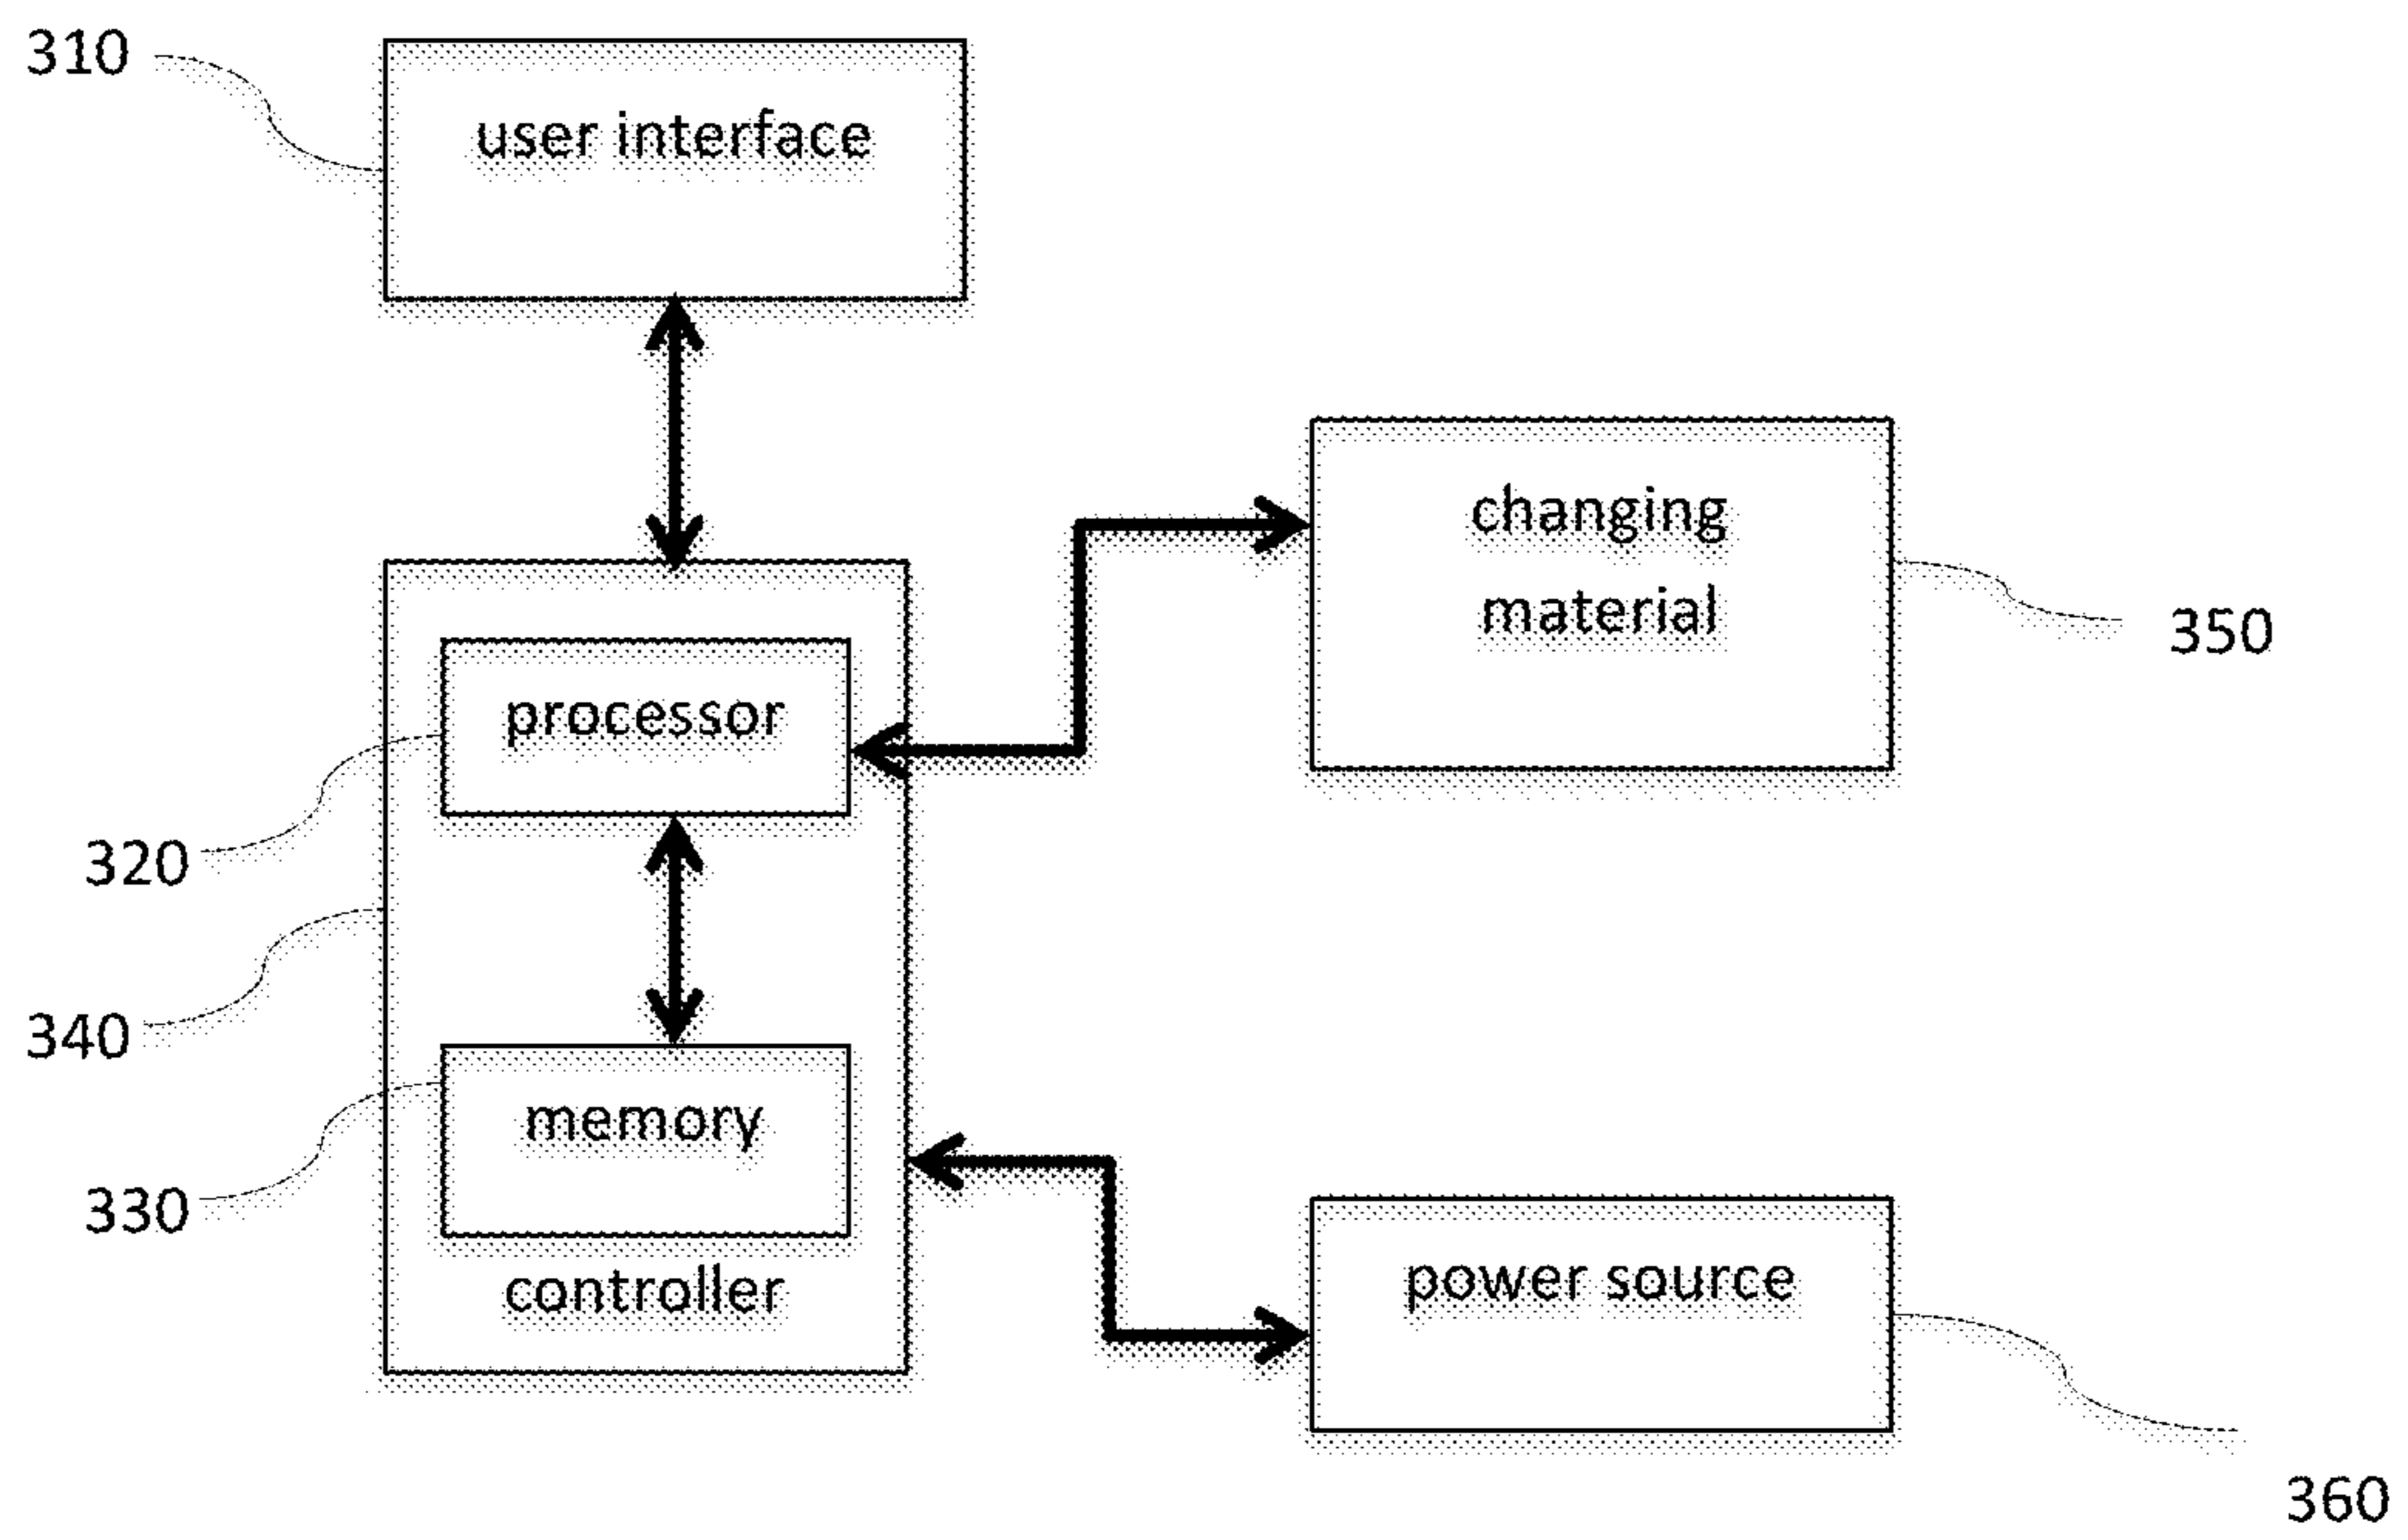 310
user interface
changing
material
350
processor
320
340
memory
330
controller
power source
360